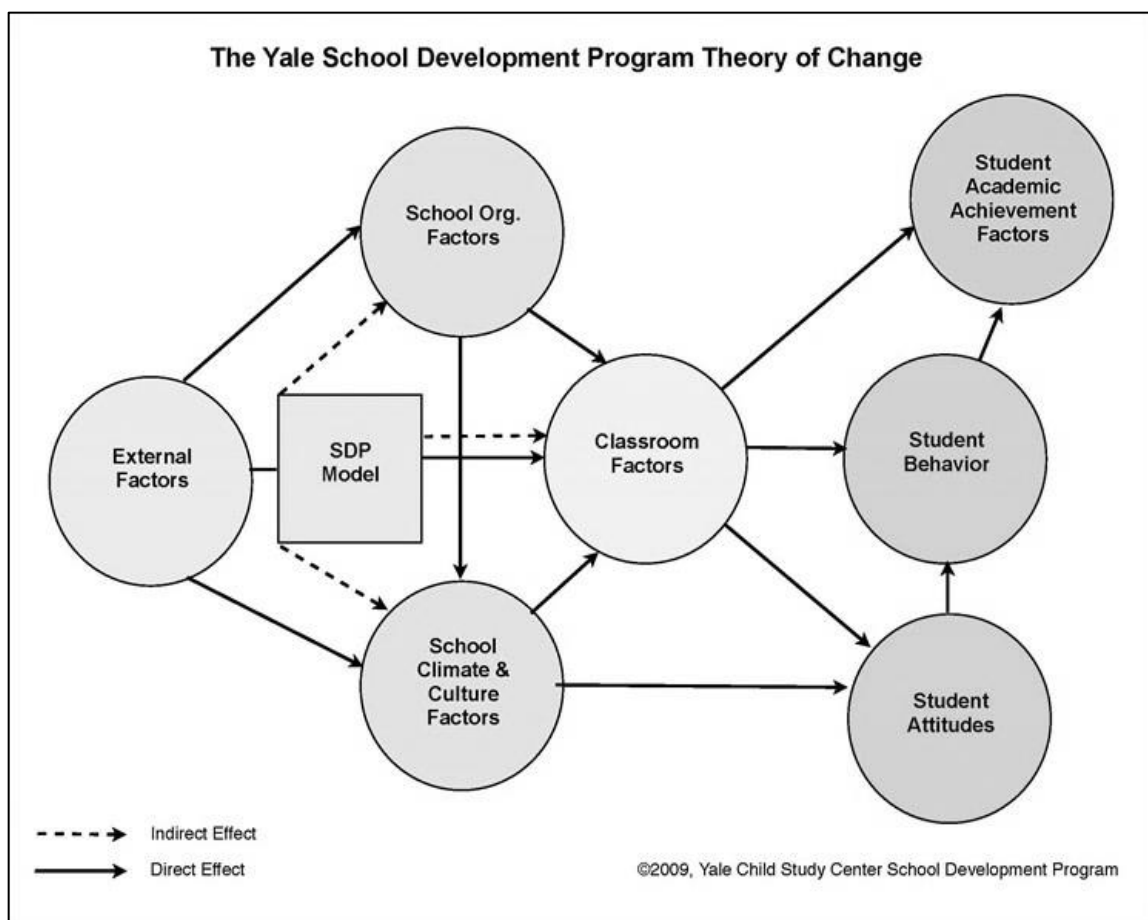 The Yale School Development Program Theory of Change
Student
Academic
Achievement
Factors
School Org.
Factors
External
Factors
SDP
Model
Classroom
Factors
Student
Behavior
School
Climate &
Culture
Factors
Student
Attitudes
Indirect Effect
Direct Effect
©2009, Yale Child Study Center School Development Program